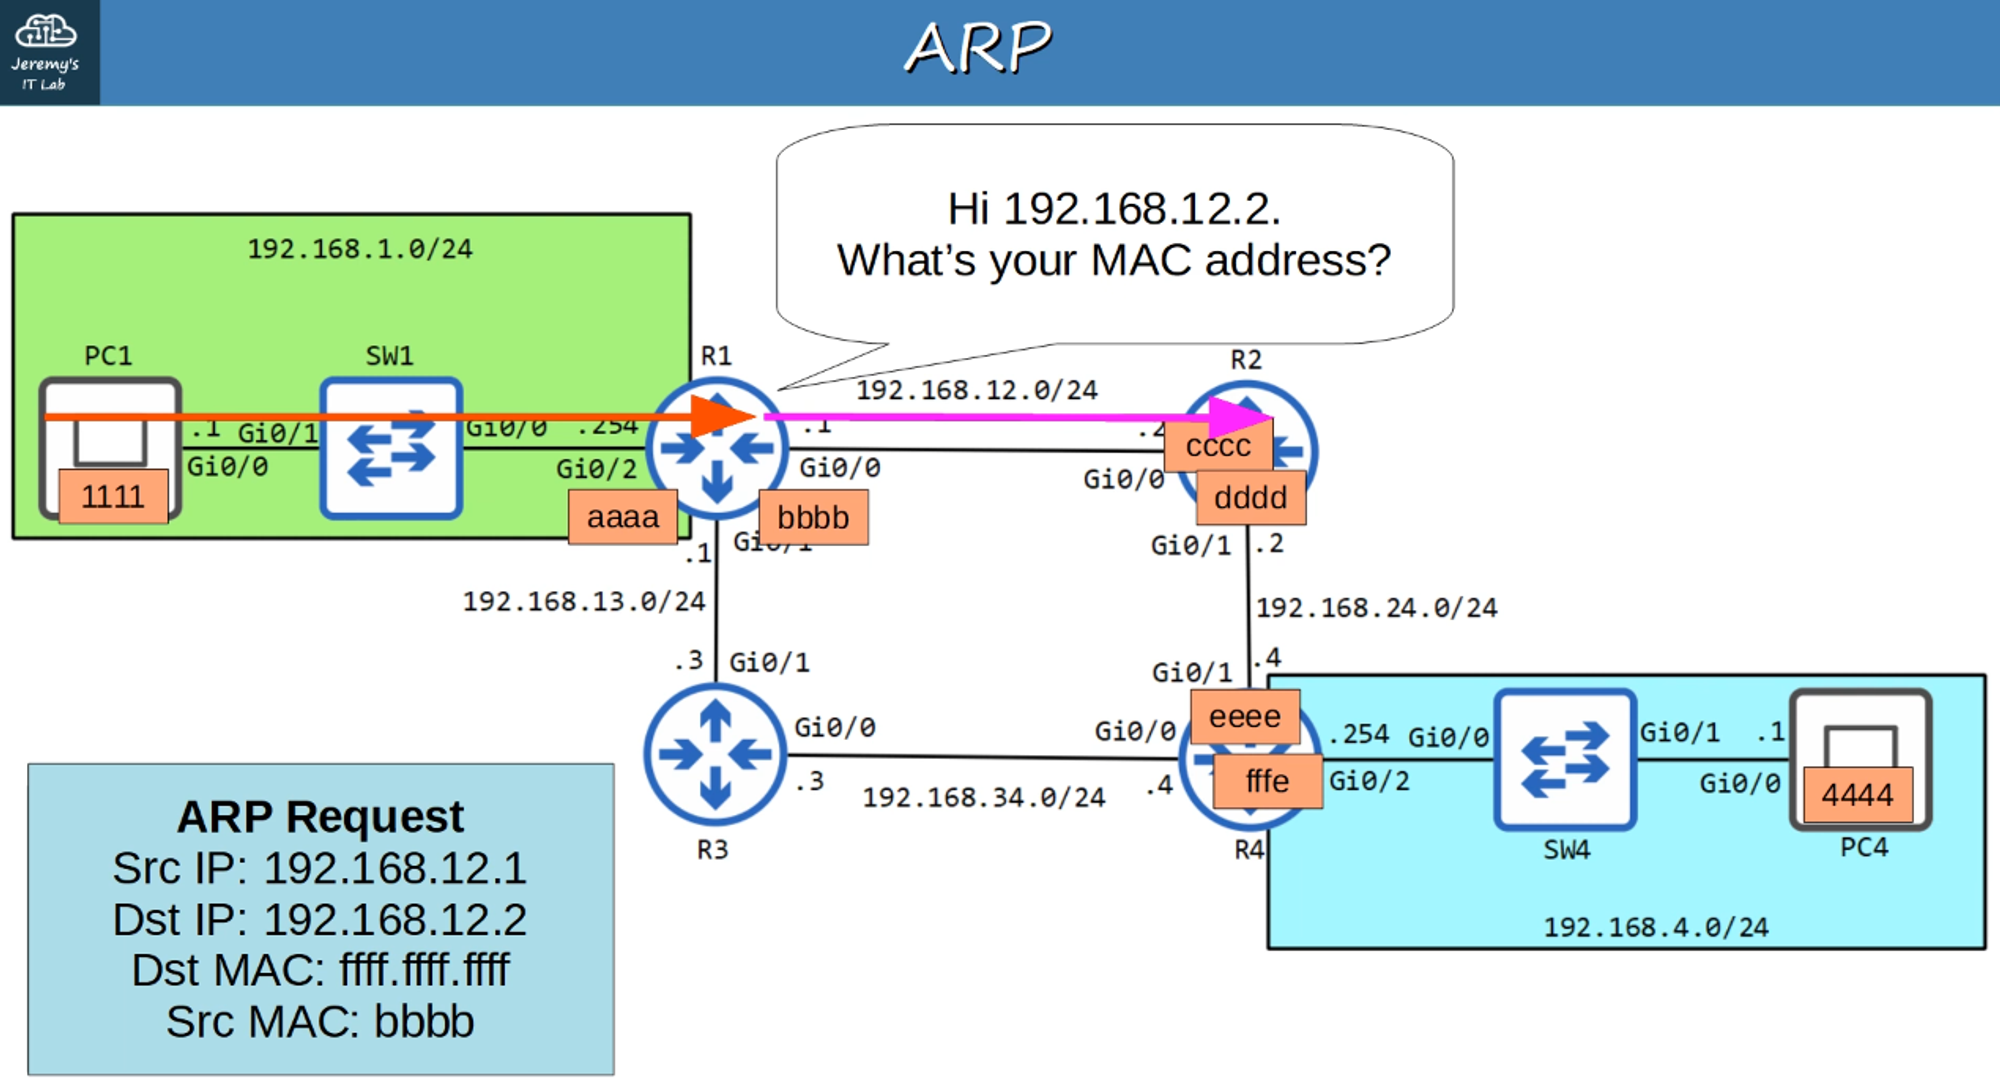 Jeremy's
IT Lab
ARP
Hi 192.168.12.2.
What's your MAC address?
192.168.1.0/24
PC1
SW1
R1
R2
192.168.12.0/24
.1
Gi0/1
Gi0/0
.254
.1
.2
Gi0/0
Gi0/2
Gi0/0
Gi0/0
cccc
1111
aaaa
bbbb
dddd
.1
Gi0/1
Gi0/1
.2
192.168.13.0/24
192.168.24.0/24
.3
Gi0/1
Gi0/1
.4
eeee
Gi0/0
Gi0/0
.254
Gi0/0
Gi0/1
.1
.3
192.168.34.0/24
.4
fffe
Gi0/2
Gi0/0
4444
R3
R4
SW4
PC4
192.168.4.0/24
ARP Request
Src IP: 192.168.12.1
Dst IP: 192.168.12.2
Dst MAC: ffff.ffff.ffff
Src MAC: bbbb